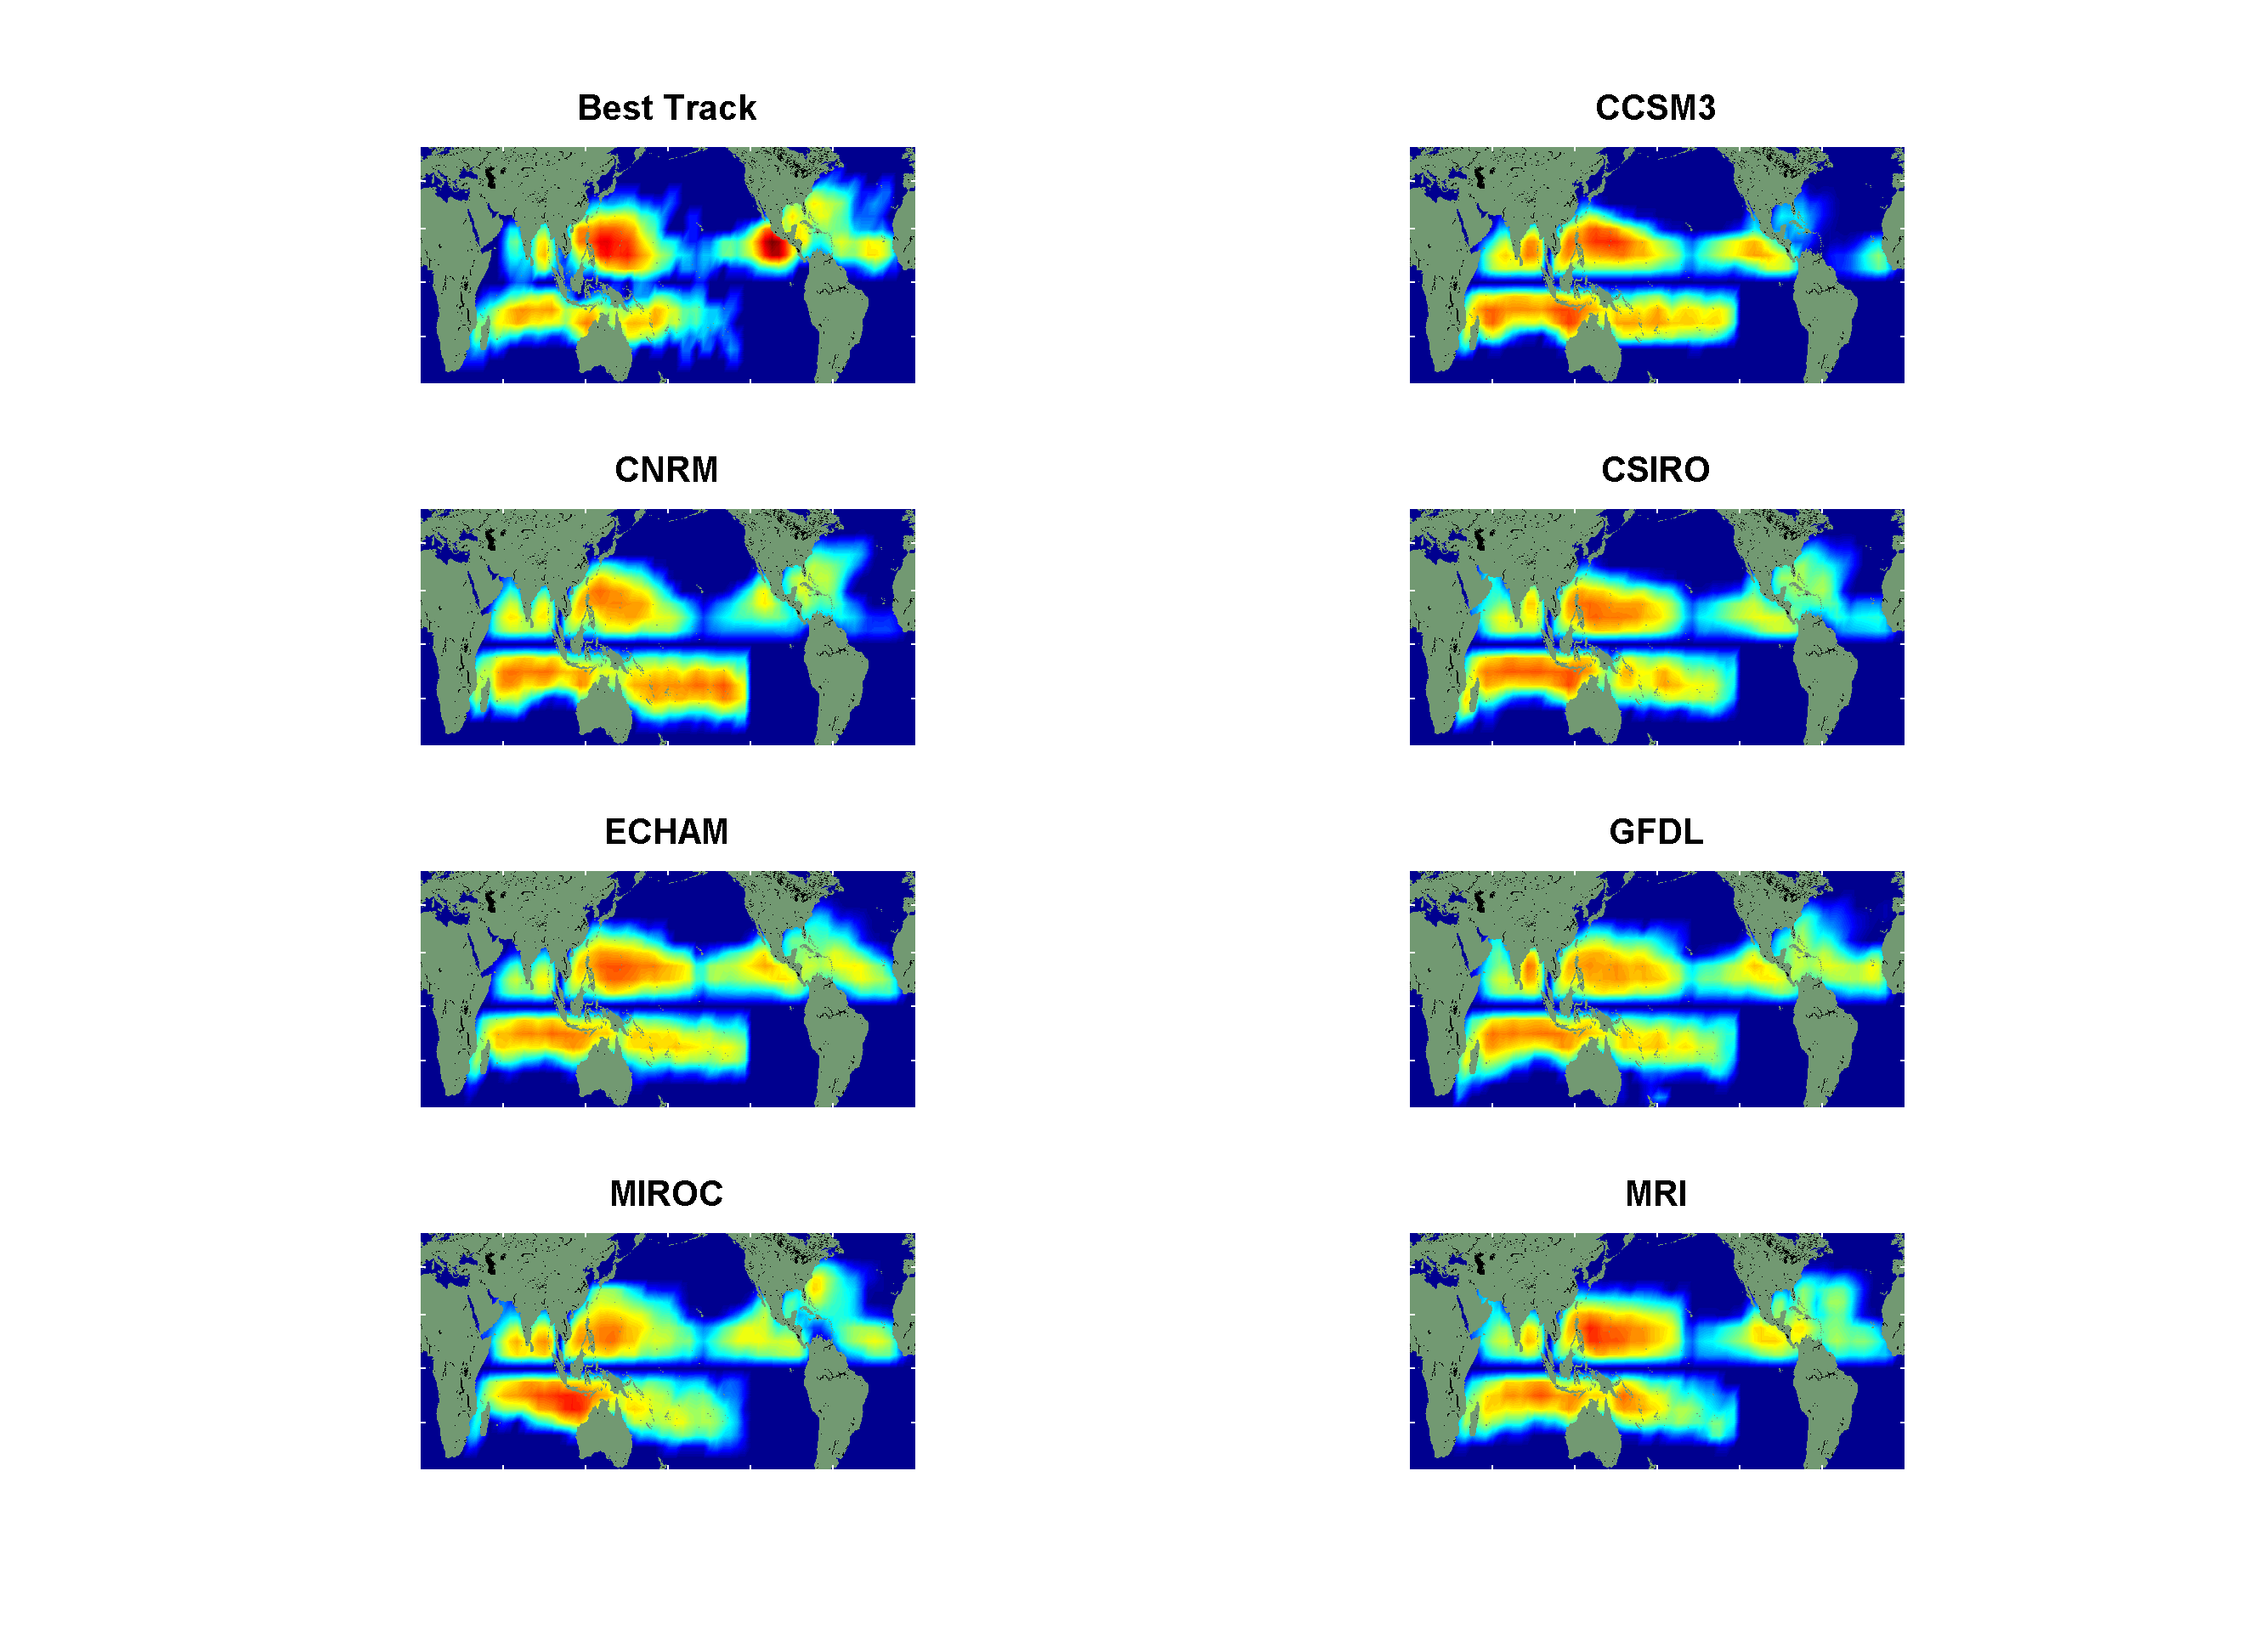 Best Track
CCSM3
CNRM
CSIRO
ECHAM
GFDL
MIROC
MRI